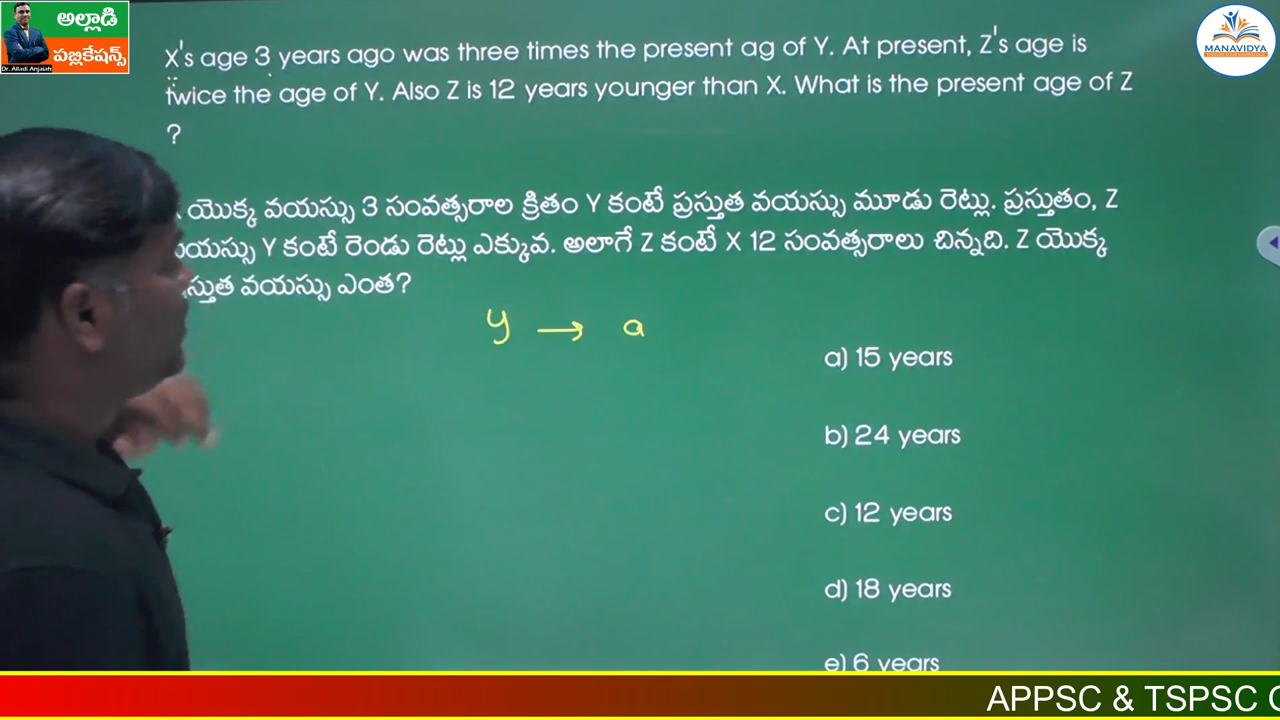 అల్లాడి
పబ్లికేషన్స్
Dr. Alladi Anjaiah
MANAVIDYA
X's age 3 years ago was three times the present ag of Y. At present, Z's age is
twice the age of Y. Also Z is 12 years younger than X. What is the present age of Z
?
యొక్క వయస్సు 3 సంవత్సరాల క్రితం Y కంటే ప్రస్తుత వయస్సు మూడు రెట్లు. ప్రస్తుతం, Z
వయస్సు Y కంటే రెండు రెట్లు ఎక్కువ. అలాగే Z కంటే X 12 సంవత్సరాలు చిన్నది. Z యొక్క
స్తుత వయస్సు ఎంత?
y → a
a) 15 years
b) 24 years
c) 12 years
d) 18 years
e) 6 years
APPSC & TSPSC